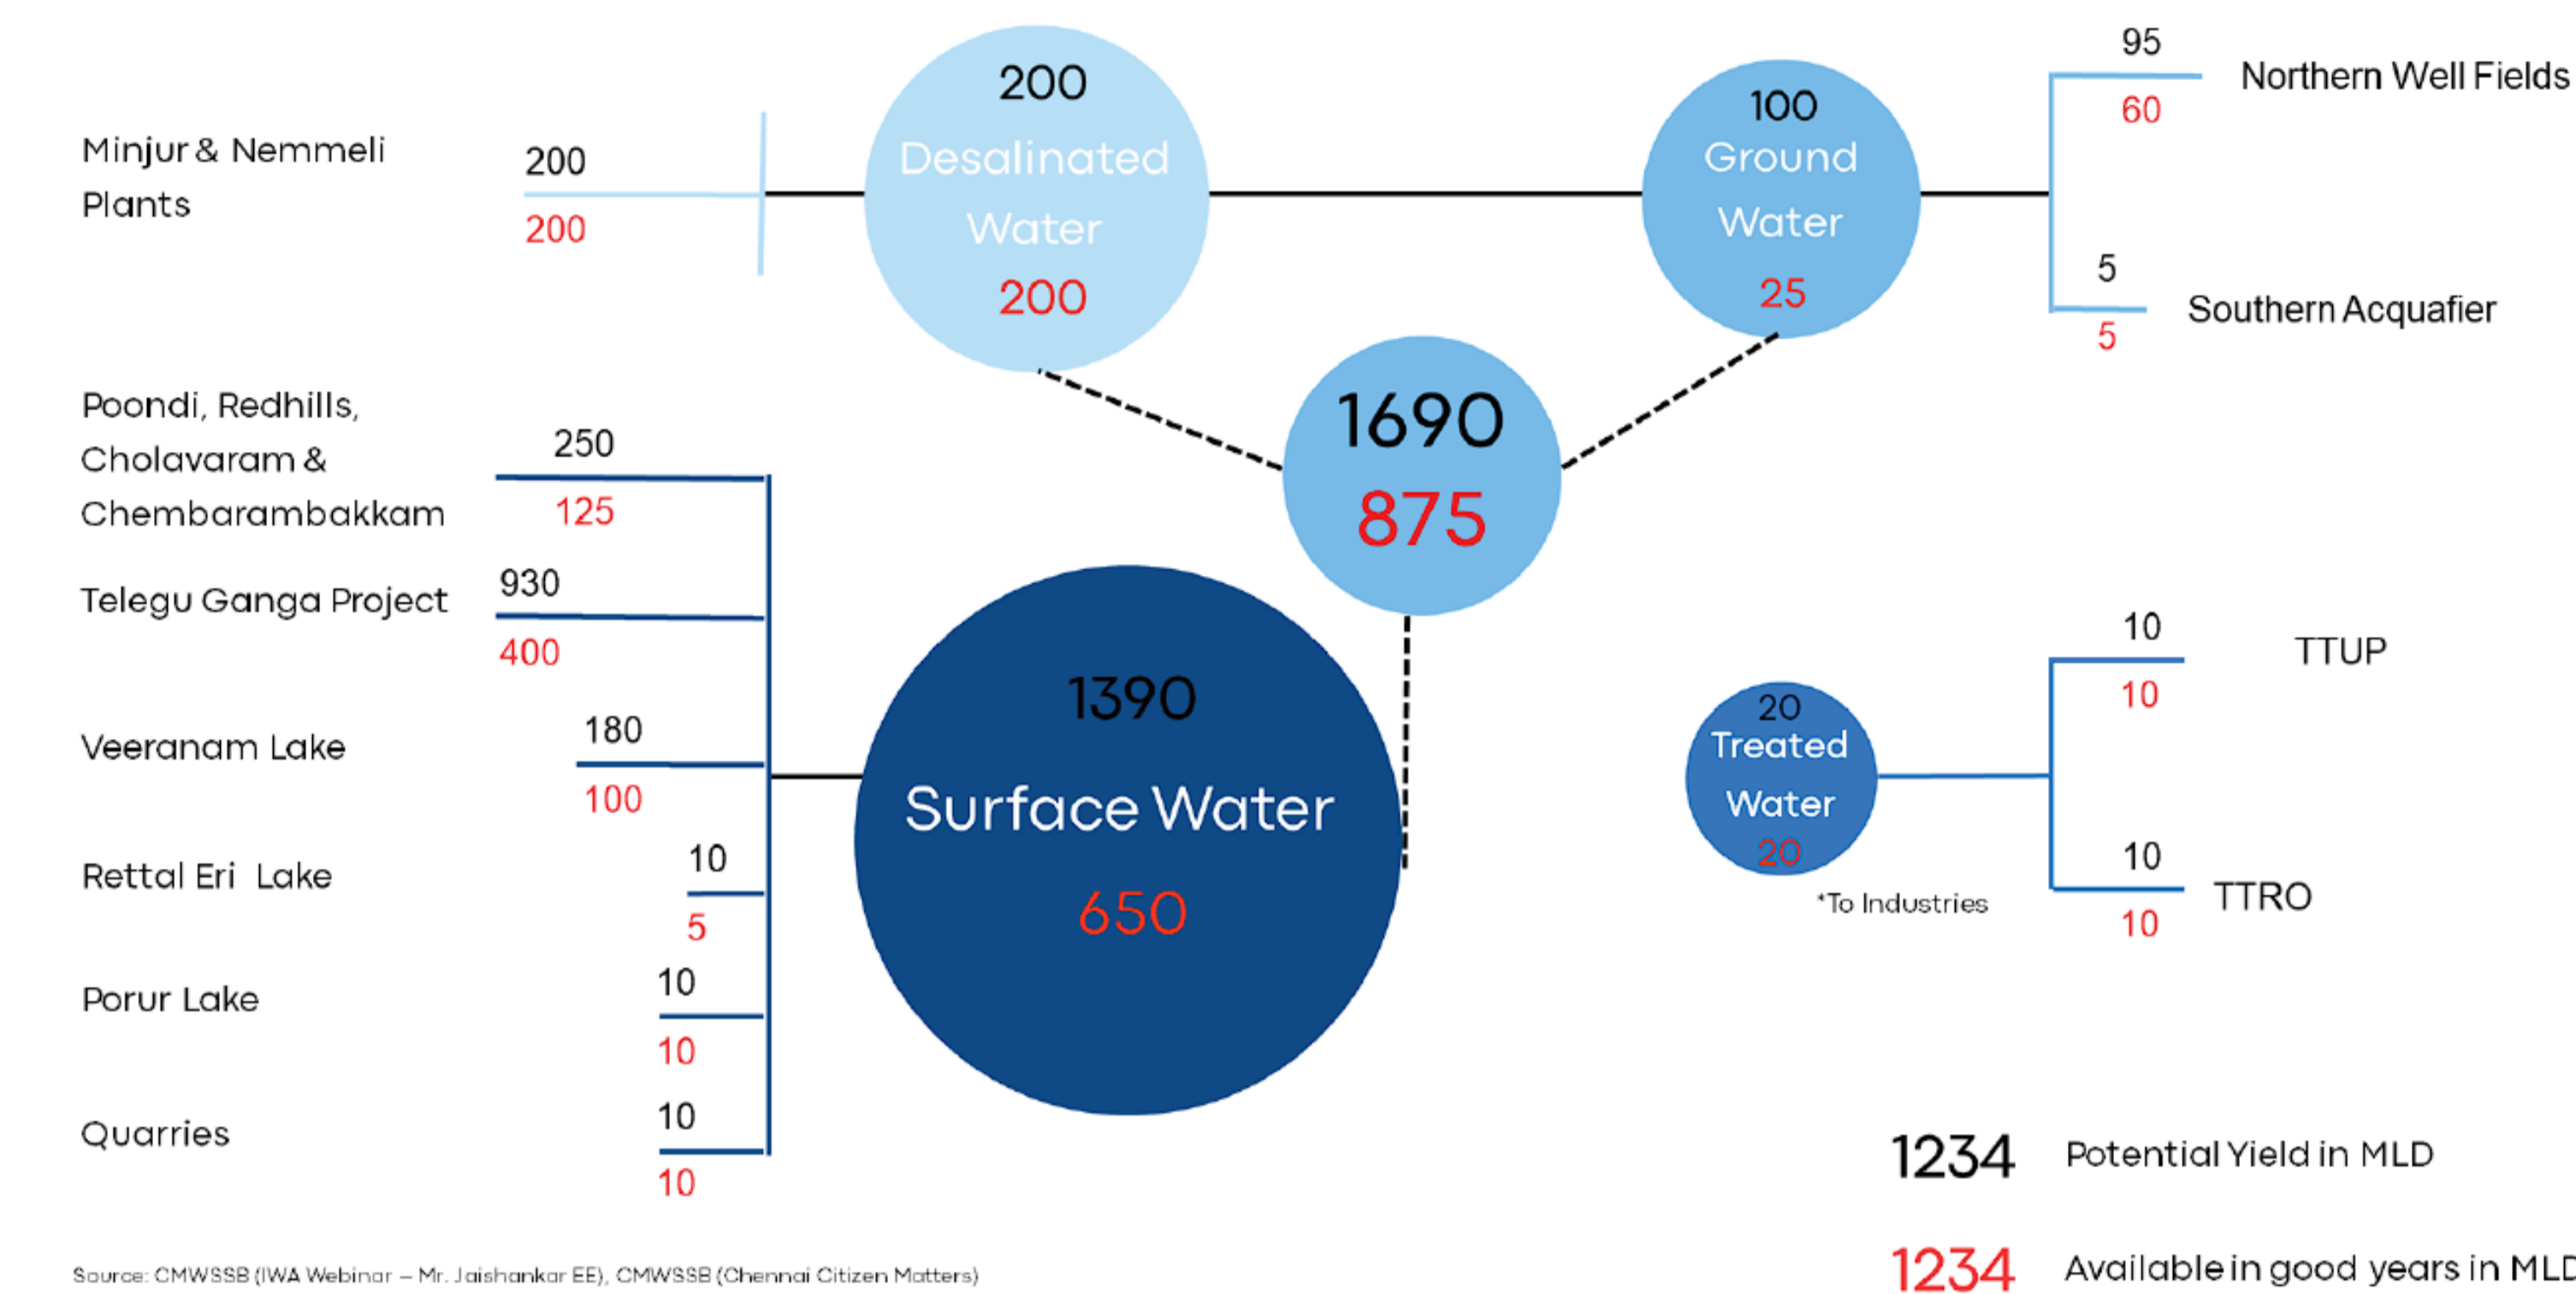 200
Desalinated
Water
200
100
Ground
Water
25
95
Northern Well Fields
60
5
Southern Acquafier
5
Minjur & Nemmeli
Plants
200
200
1690
875
Poondi, Redhills,
Cholavaram &
Chembarambakkam
250
125
Telegu Ganga Project
930
400
Veeranam Lake
180
100
Rettal Eri Lake
10
5
Porur Lake
10
10
Quarries
10
10
1390
Surface Water
650
20
Treated
Water
20
*To Industries
10
TTUP
10
10
TTRO
10
1234 Potential Yield in MLD
1234 Available in good years in MLD
Source: CMWSSB (IWA Webinar – Mr. Jaishankar EE), CMWSSB (Chennai Citizen Matters)